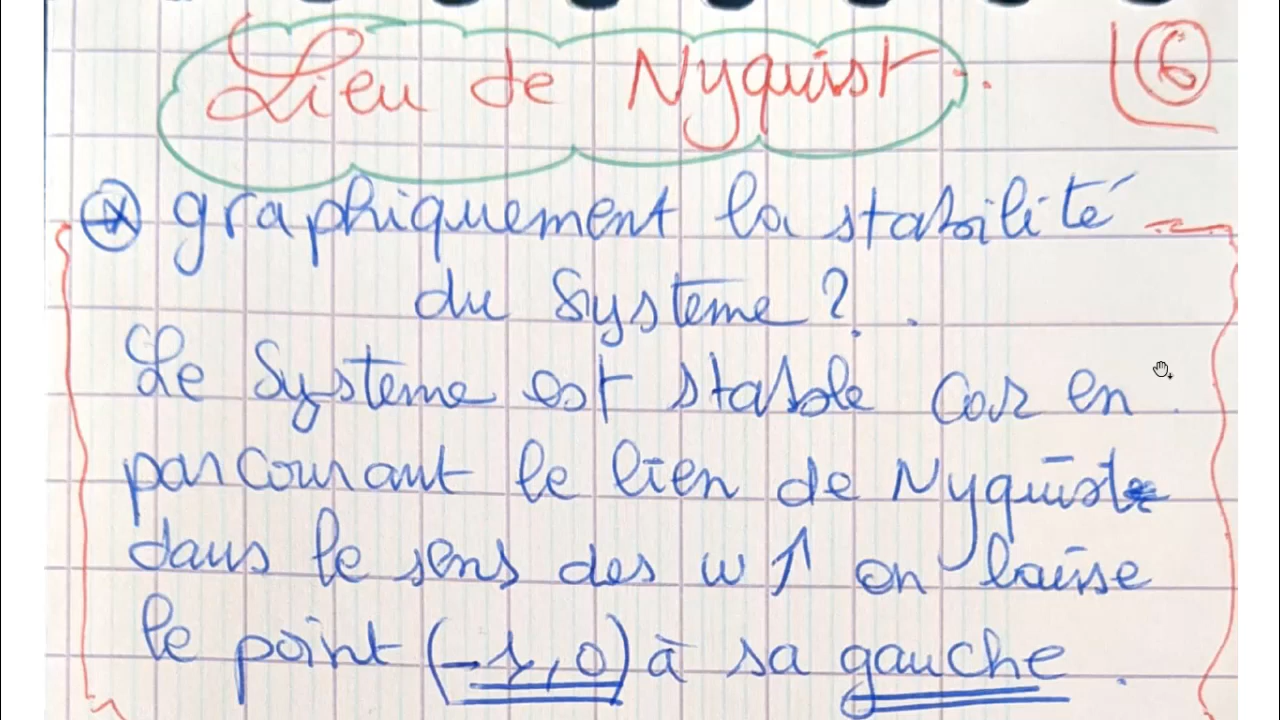 Lieu de Nyquist.
6
* graphiquement la stabilité
du Système ?.
Le Système est stable car en
parcourant le lieu de Nyquist
dans le sens des w ↑ on laisse
le point (-1, 0) à sa gauche.